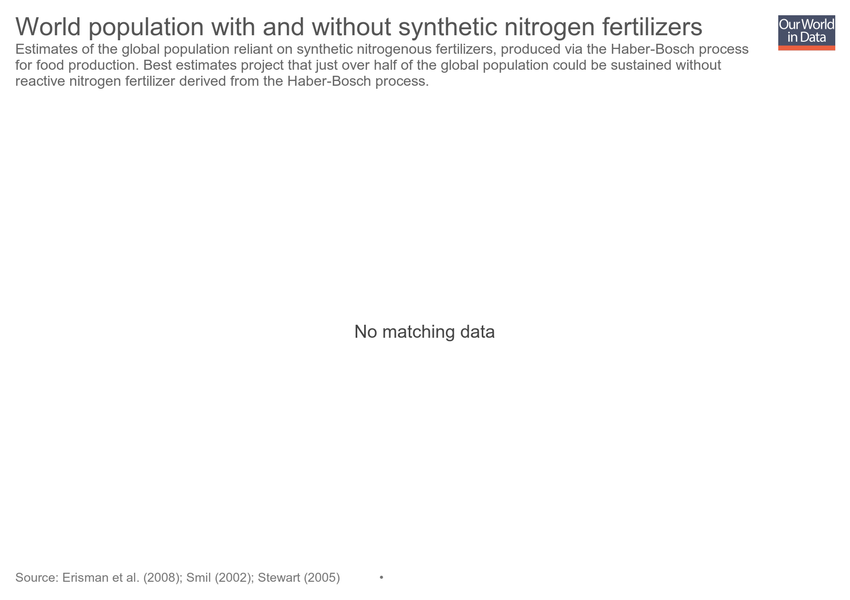 World population with and without synthetic nitrogen fertilizers
Our World
in Data
Estimates of the global population reliant on synthetic nitrogenous fertilizers, produced via the Haber-Bosch process
for food production. Best estimates project that just over half of the global population could be sustained without
reactive nitrogen fertilizer derived from the Haber-Bosch process.
No matching data
Source: Erisman et al. (2008); Smil (2002); Stewart (2005) •